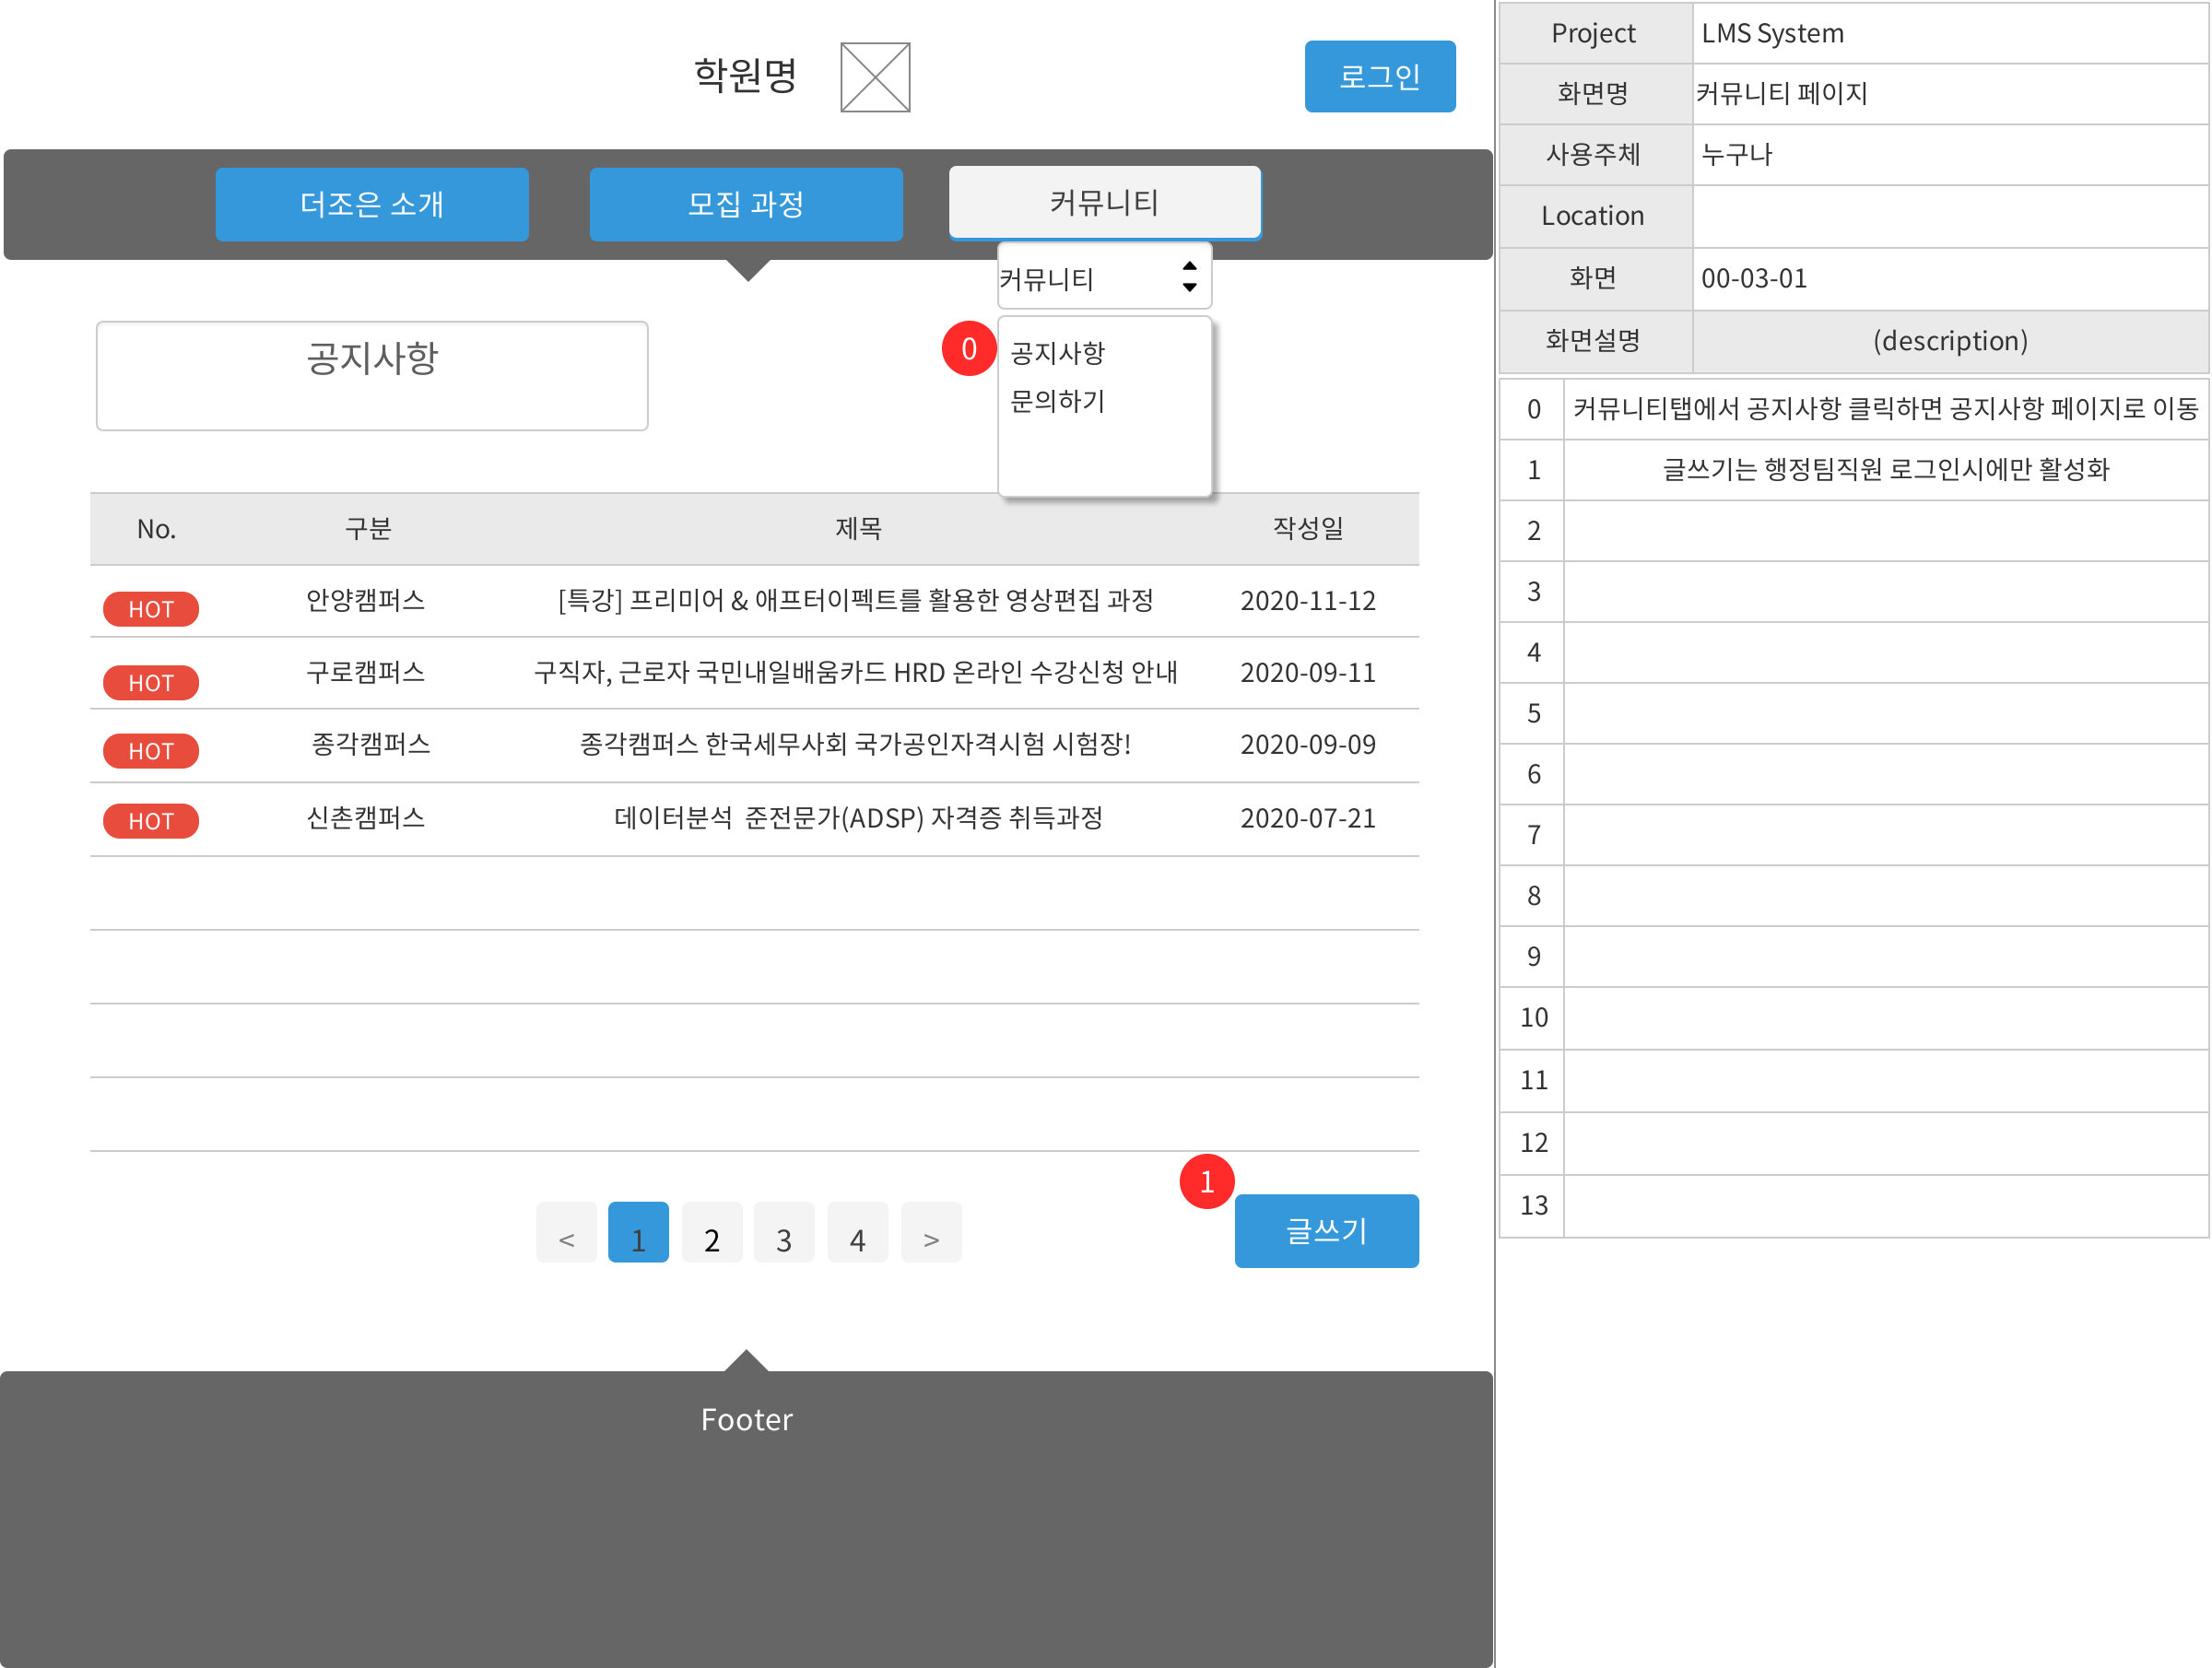 학원명
로그인
더조은 소개
모집 과정
커뮤니티
커뮤니티
공지사항
0
공지사항
문의하기
No. 구분 제목 작성일
HOT 안양캠퍼스 [특강] 프리미어 & 애프터이펙트를 활용한 영상편집 과정 2020-11-12
HOT 구로캠퍼스 구직자, 근로자 국민내일배움카드 HRD 온라인 수강신청 안내 2020-09-11
HOT 종각캠퍼스 종각캠퍼스 한국세무사회 국가공인자격시험 시험장! 2020-09-09
HOT 신촌캠퍼스 데이터분석 준전문가(ADSP) 자격증 취득과정 2020-07-21
1
< 1 2 3 4 >
글쓰기
Footer
Project LMS System
화면명 커뮤니티 페이지
사용주체 누구나
Location
화면 00-03-01
화면설명 (description)
0 커뮤니티탭에서 공지사항 클릭하면 공지사항 페이지로 이동
1 글쓰기는 행정팀직원 로그인시에만 활성화
2
3
4
5
6
7
8
9
10
11
12
13